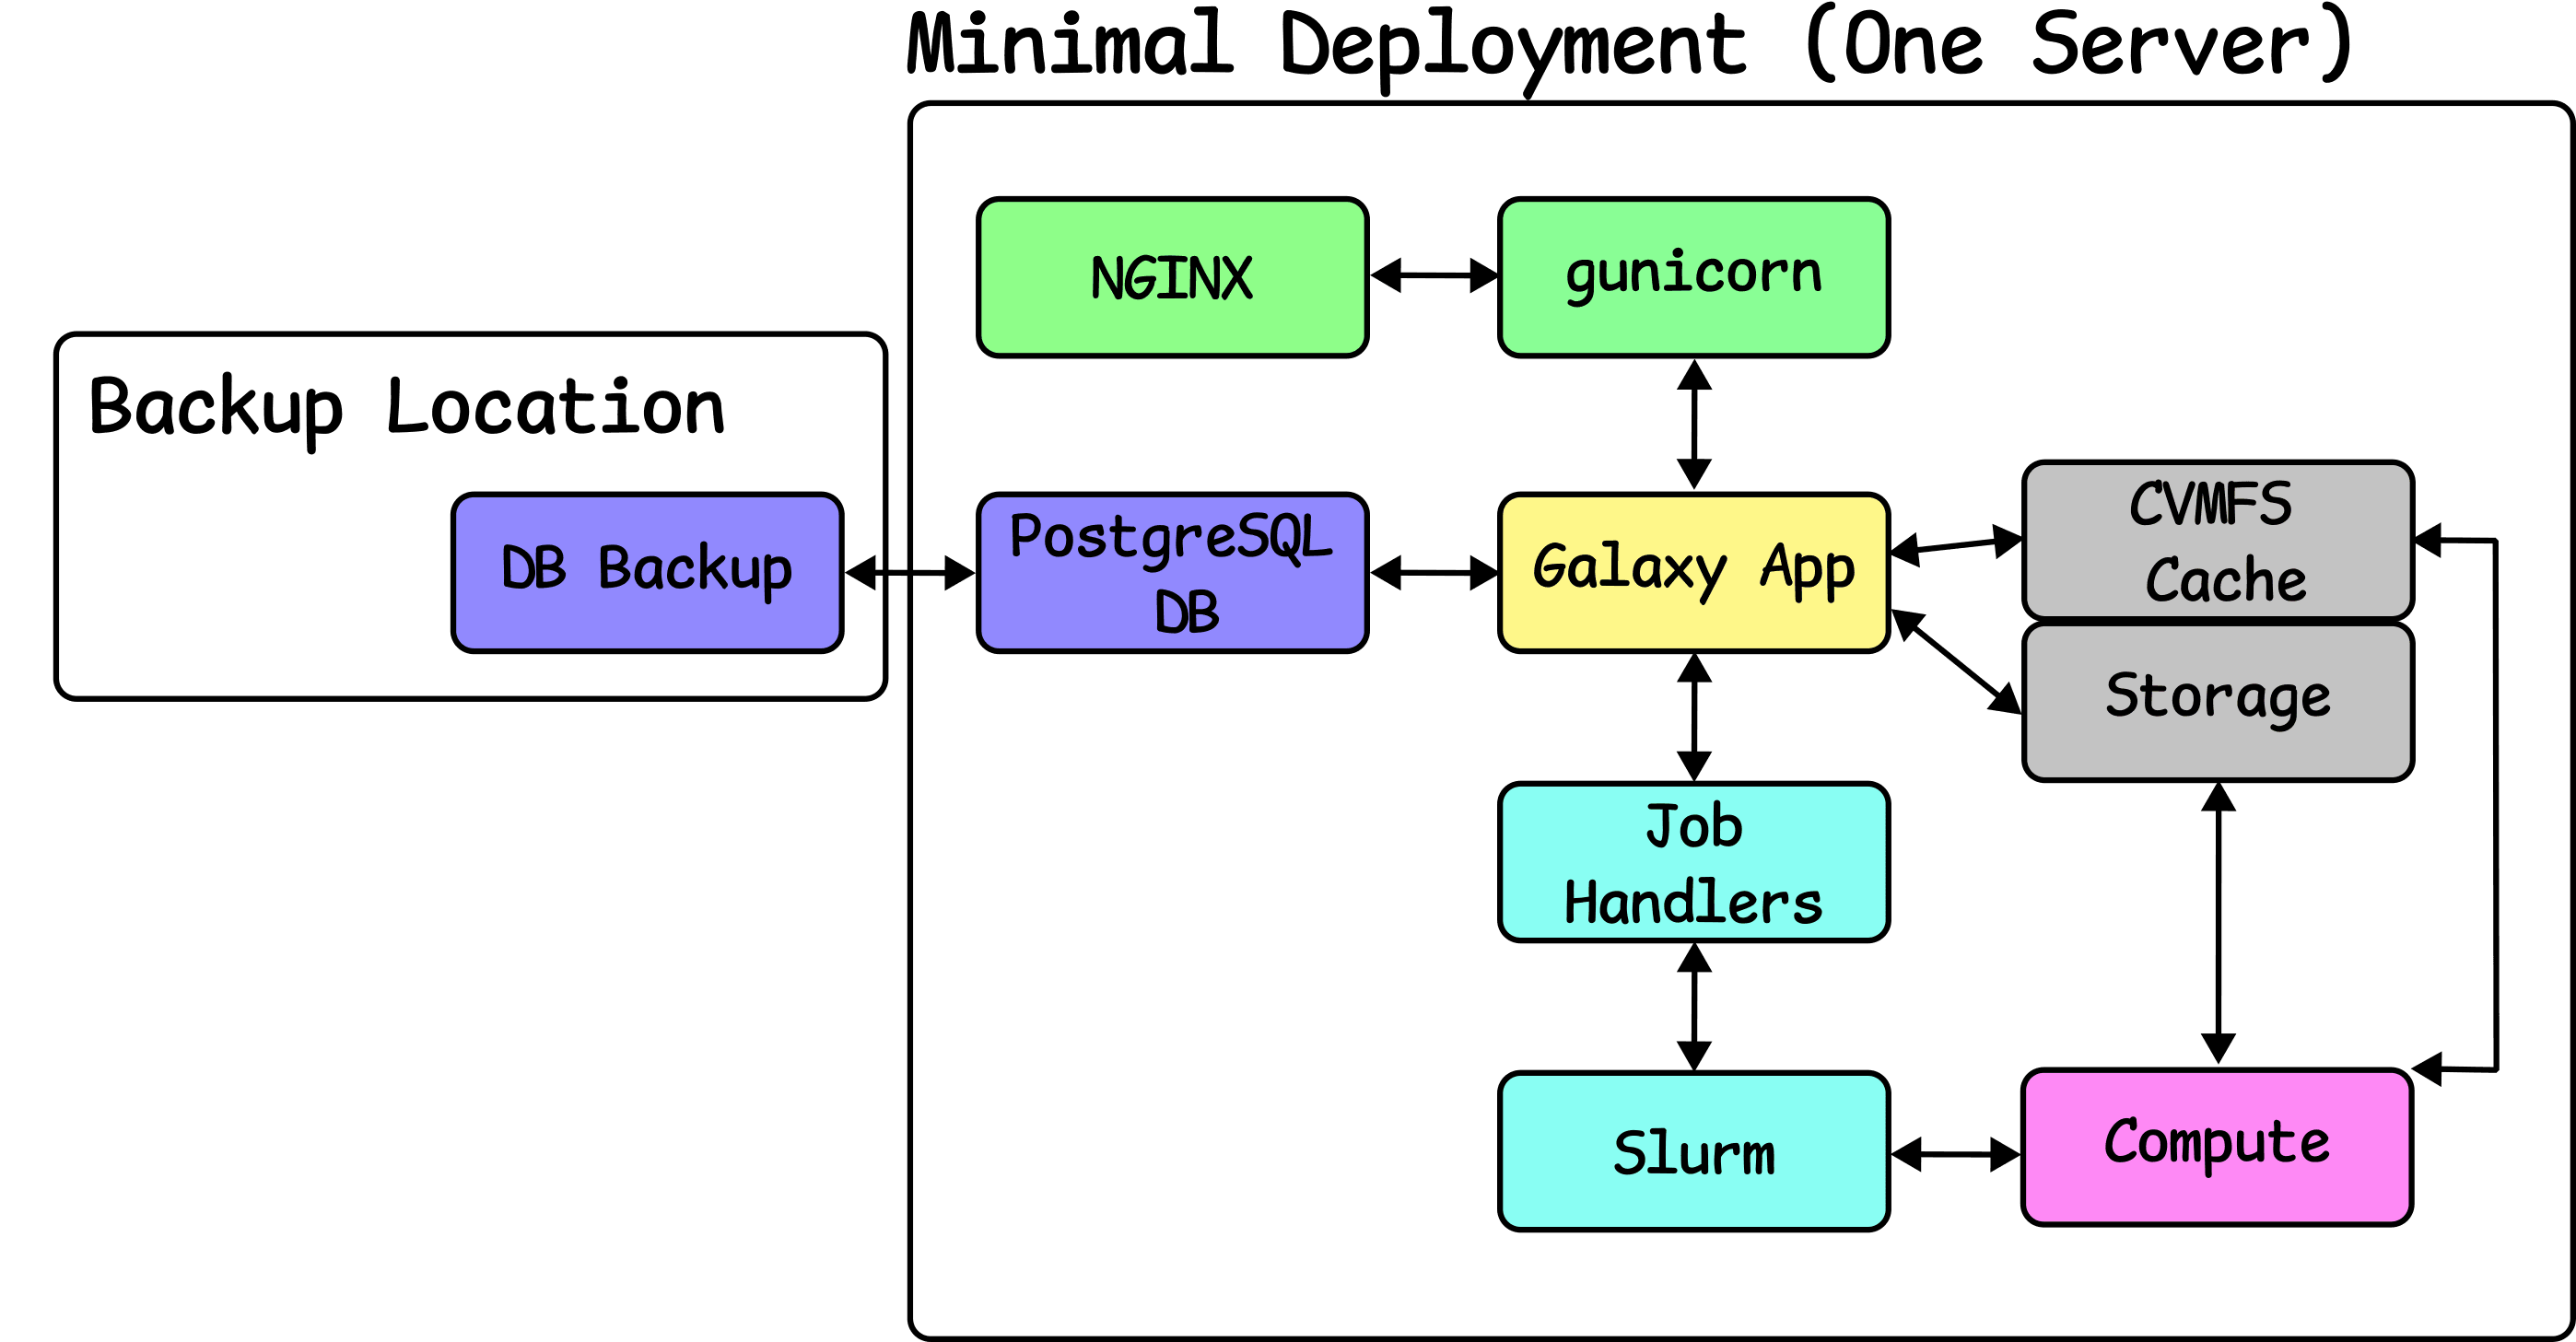 Minimal Deployment (One Server)
NGINX
gunicorn
Backup Location
DB Backup
PostgreSQL
DB
Galaxy App
CVMFS
Cache
Storage
Job
Handlers
Slurm
Compute